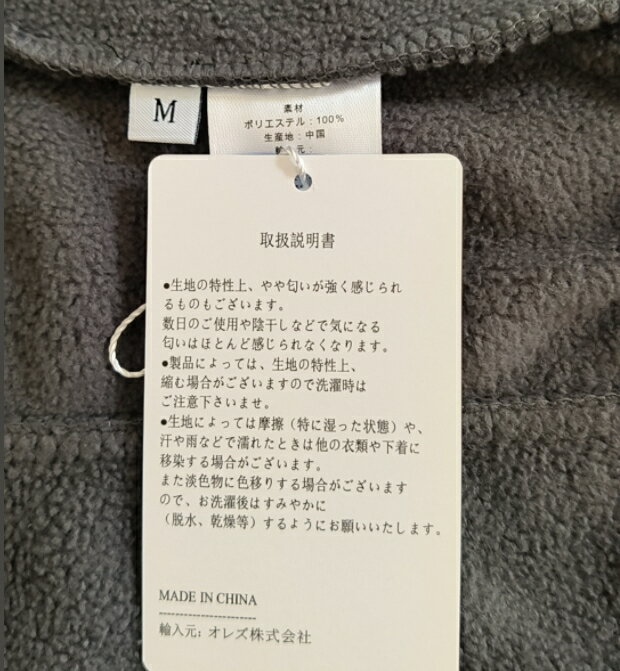 M
素材
ポリエステル：100%
生産地：中国
輸入元：
取扱説明書
●生地の特性上、やや匂いが強く感じられ
るものもございます。
数日のご使用や陰干しなどで気になる
匂いはほとんど感じられなくなります。
●製品によっては、生地の特性上、
縮む場合がございますので洗濯時は
ご注意下さいませ。
●生地によっては摩擦（特に湿った状態）や、
汗や雨などで濡れたときは他の衣類や下着に
移染する場合がございます。
また淡色物に色移りする場合がございます
ので、お洗濯後はすみやかに
（脱水、乾燥等）するようにお願いいたします。
MADE IN CHINA
輸入元: オレズ株式会社